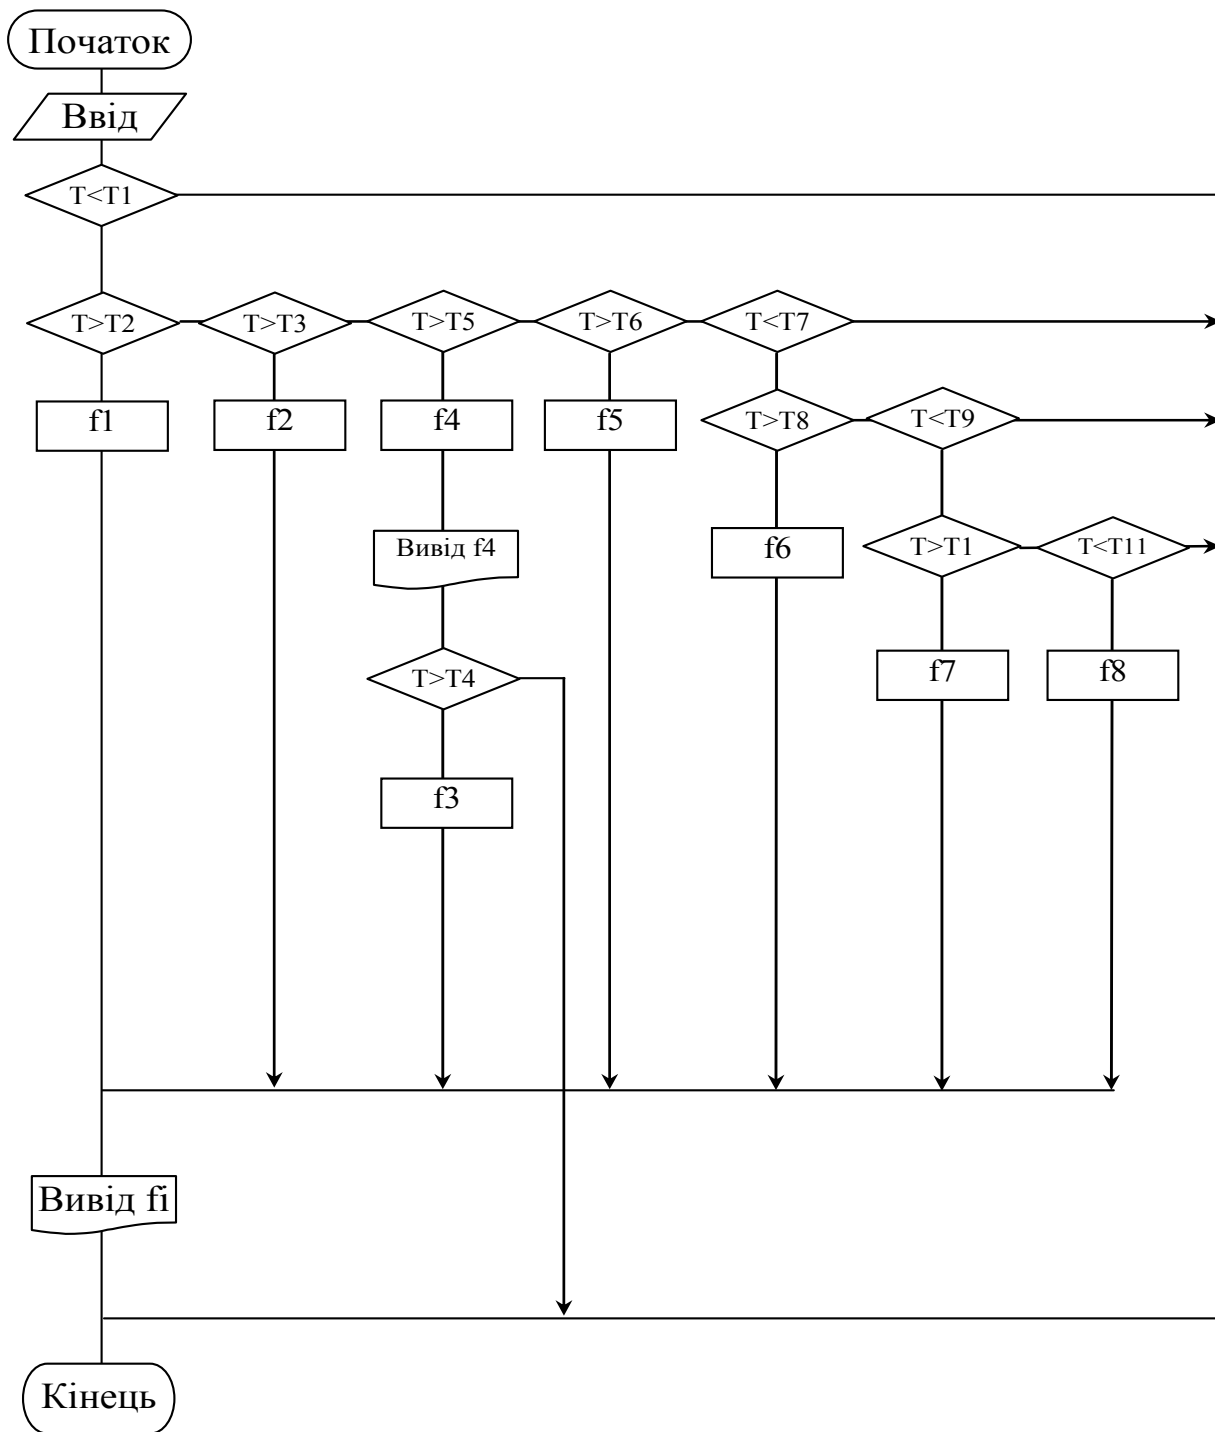 Початок
Ввід
T<T1
T>T2
T>T3
T>T5
T>T6
T<T7
f1
f2
f4
f5
T>T8
T<T9
Вивід f4
f6
T>T1
T<T11
T>T4
f7
f8
f3
Вивід fi
Кінець